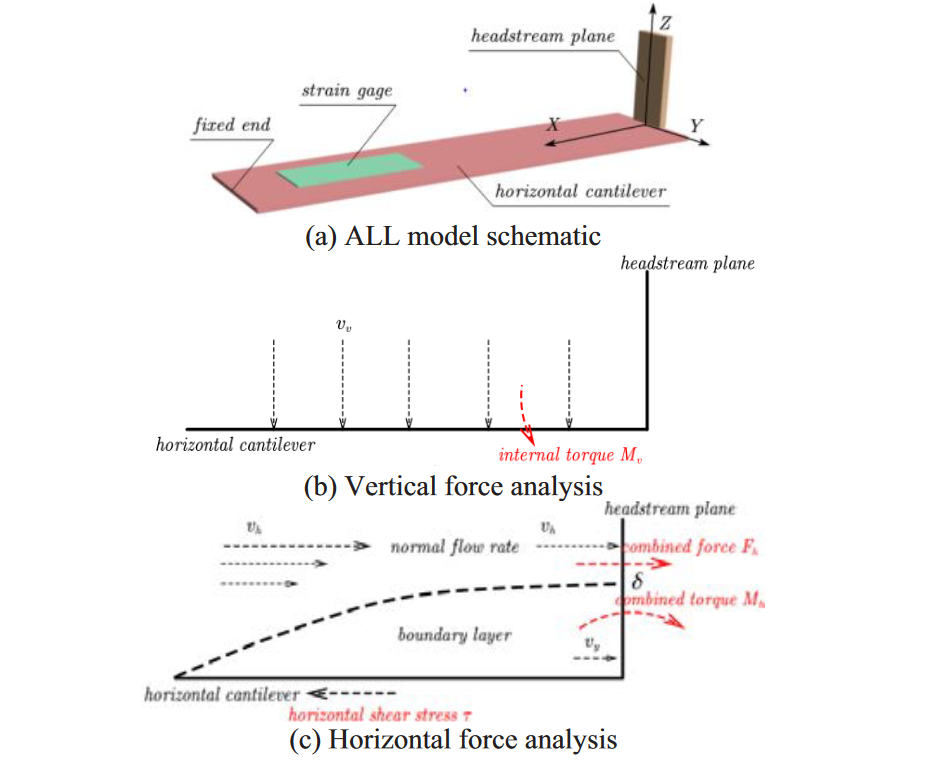 headstream plane
Z
strain gage
fixed end
X
Y
horizontal cantilever
(a) ALL model schematic
headstream plane
v_v
horizontal cantilever
internal torque M_v
(b) Vertical force analysis
headstream plane
v_h
v_h
normal flow rate
combined force F_h
δ
combined torque M_h
boundary layer
v_y
horizontal cantilever
horizontal shear stress τ
(c) Horizontal force analysis